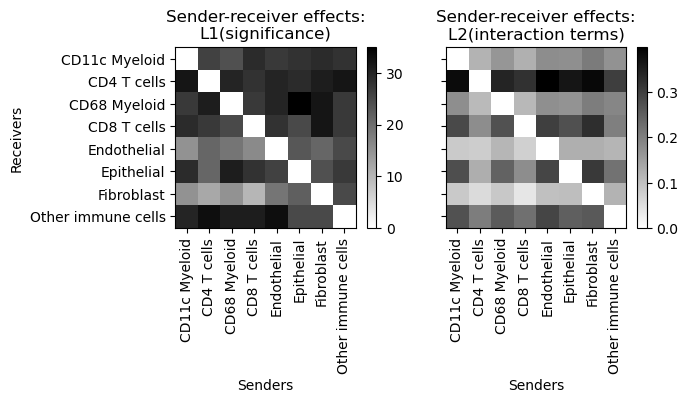 Sender-receiver effects:
L1(significance)
Sender-receiver effects:
L2(interaction terms)
Receivers
CD11c Myeloid
CD4 T cells
CD68 Myeloid
CD8 T cells
Endothelial
Epithelial
Fibroblast
Other immune cells
30
20
10
0
0.3
0.2
0.1
0.0
CD11c Myeloid
CD4 T cells
CD68 Myeloid
CD8 T cells
Endothelial
Epithelial
Fibroblast
Other immune cells
CD11c Myeloid
CD4 T cells
CD68 Myeloid
CD8 T cells
Endothelial
Epithelial
Fibroblast
Other immune cells
Senders
Senders